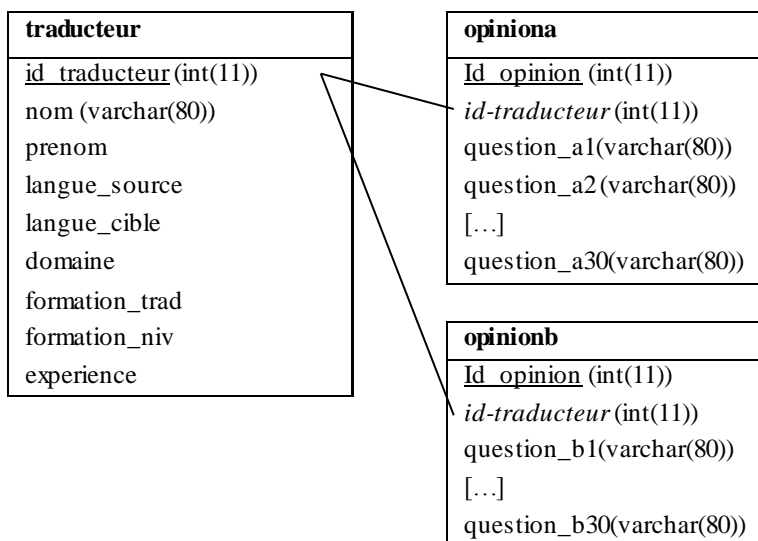 traducteur
id_traducteur (int(11))
nom (varchar(80))
prenom
langue_source
langue_cible
domaine
formation_trad
formation_niv
experience
opiniona
Id_opinion (int(11))
id-traducteur (int(11))
question_a1(varchar(80))
question_a2 (varchar(80))
[…]
question_a30(varchar(80))
opinionb
Id_opinion (int(11))
id-traducteur (int(11))
question_b1(varchar(80))
[…]
question_b30(varchar(80))